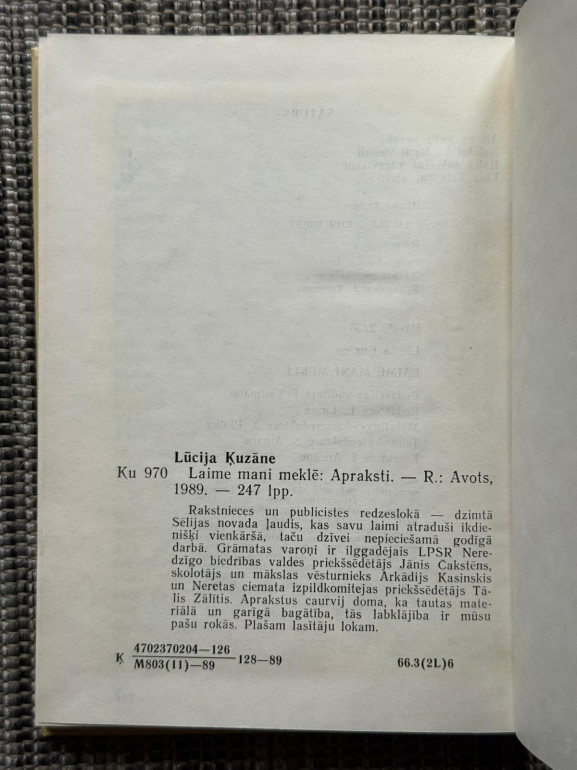 Lūcija Ķuzāne
Ķu 970 Laime mani meklē: Apraksti. — R.: Avots,
1989. — 247 lpp.
Rakstnieces un publicistes redzeslokā — dzimtā
Sēlijas novada ļaudis, kas savu laimi atraduši ikdie-
nišķi vienkāršā, taču dzīvei nepieciešamā godīgā
darbā. Grāmatas varoņi ir ilggadējais LPSR Nere-
dzīgo biedrības valdes priekšsēdētājs Jānis Cakstēns,
skolotājs un mākslas vēsturnieks Arkādijs Kasinskis
un Neretas ciemata izpildkomitejas priekšsēdētājs Tā-
lis Zālītis. Aprakstus caurvij doma, ka tautas mate-
riālā un garīgā bagātība, tās labklājība ir mūsu
pašu rokās. Plašam lasītāju lokam.
Ķ 4702370204—126
M803(11)—89 128—89 66.3(2L)6